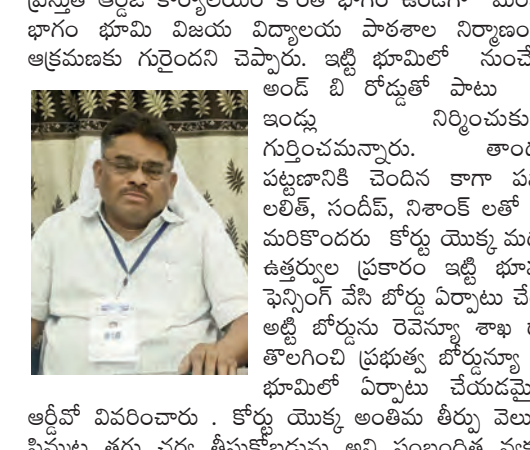 ప్రస్తుత ఆర్డీఓ కార్యాలయం కొంత భాగం ఉండగా
భాగం భూమి విజయ విద్యాలయ పాఠశాల నిర్మాణం
ఆక్రమణకు గురైందని చెప్పారు. ఇట్టి భూమిలో నుంచే
అండ్ బి రోడ్డుతో పాటు
ఇండ్లు నిర్మించుకు
గుర్తించమన్నారు. తాండ
పట్టణానికి చెందిన కాగా
లలిత్, సందీప్, నిశాంక్ లతో
మరికొందరు కోర్టు యొక్క
ఉత్తర్వుల ప్రకారం ఇట్టి
ఫెన్సింగ్ వేసి బోర్డు ఏర్పాటు
అట్టి బోర్డును రెవెన్యూ శాఖ
తొలగించి ప్రభుత్వ బోర్డున్యూ
భూమిలో ఏర్పాటు చేయడమై
ఆర్డీవో వివరించారు . కోర్టు యొక్క అంతిమ తీర్పు వెలు